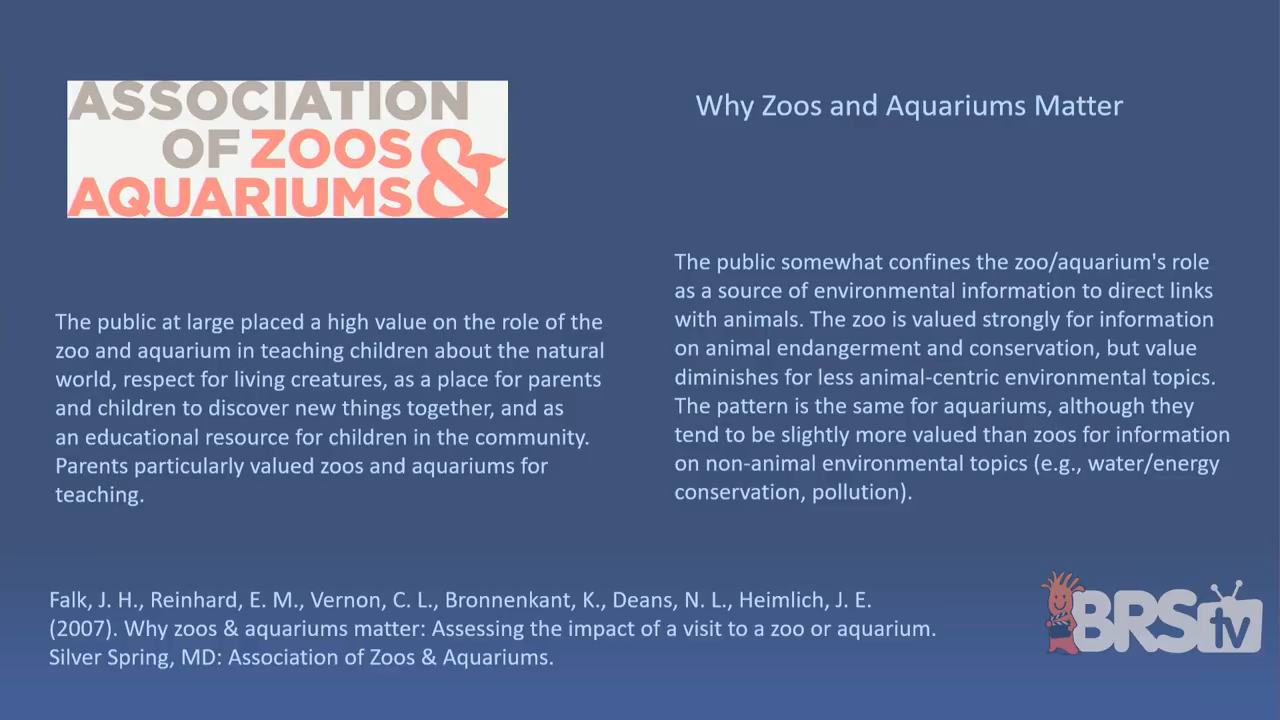 ASSOCIATION
OF ZOOS &
AQUARIUMS
Why Zoos and Aquariums Matter
The public at large placed a high value on the role of the
zoo and aquarium in teaching children about the natural
world, respect for living creatures, as a place for parents
and children to discover new things together, and as
an educational resource for children in the community.
Parents particularly valued zoos and aquariums for
teaching.
The public somewhat confines the zoo/aquarium's role
as a source of environmental information to direct links
with animals. The zoo is valued strongly for information
on animal endangerment and conservation, but value
diminishes for less animal-centric environmental topics.
The pattern is the same for aquariums, although they
tend to be slightly more valued than zoos for information
on non-animal environmental topics (e.g., water/energy
conservation, pollution).
Falk, J. H., Reinhard, E. M., Vernon, C. L., Bronnenkant, K., Deans, N. L., Heimlich, J. E.
(2007). Why zoos & aquariums matter: Assessing the impact of a visit to a zoo or aquarium.
Silver Spring, MD: Association of Zoos & Aquariums.
BRS tv